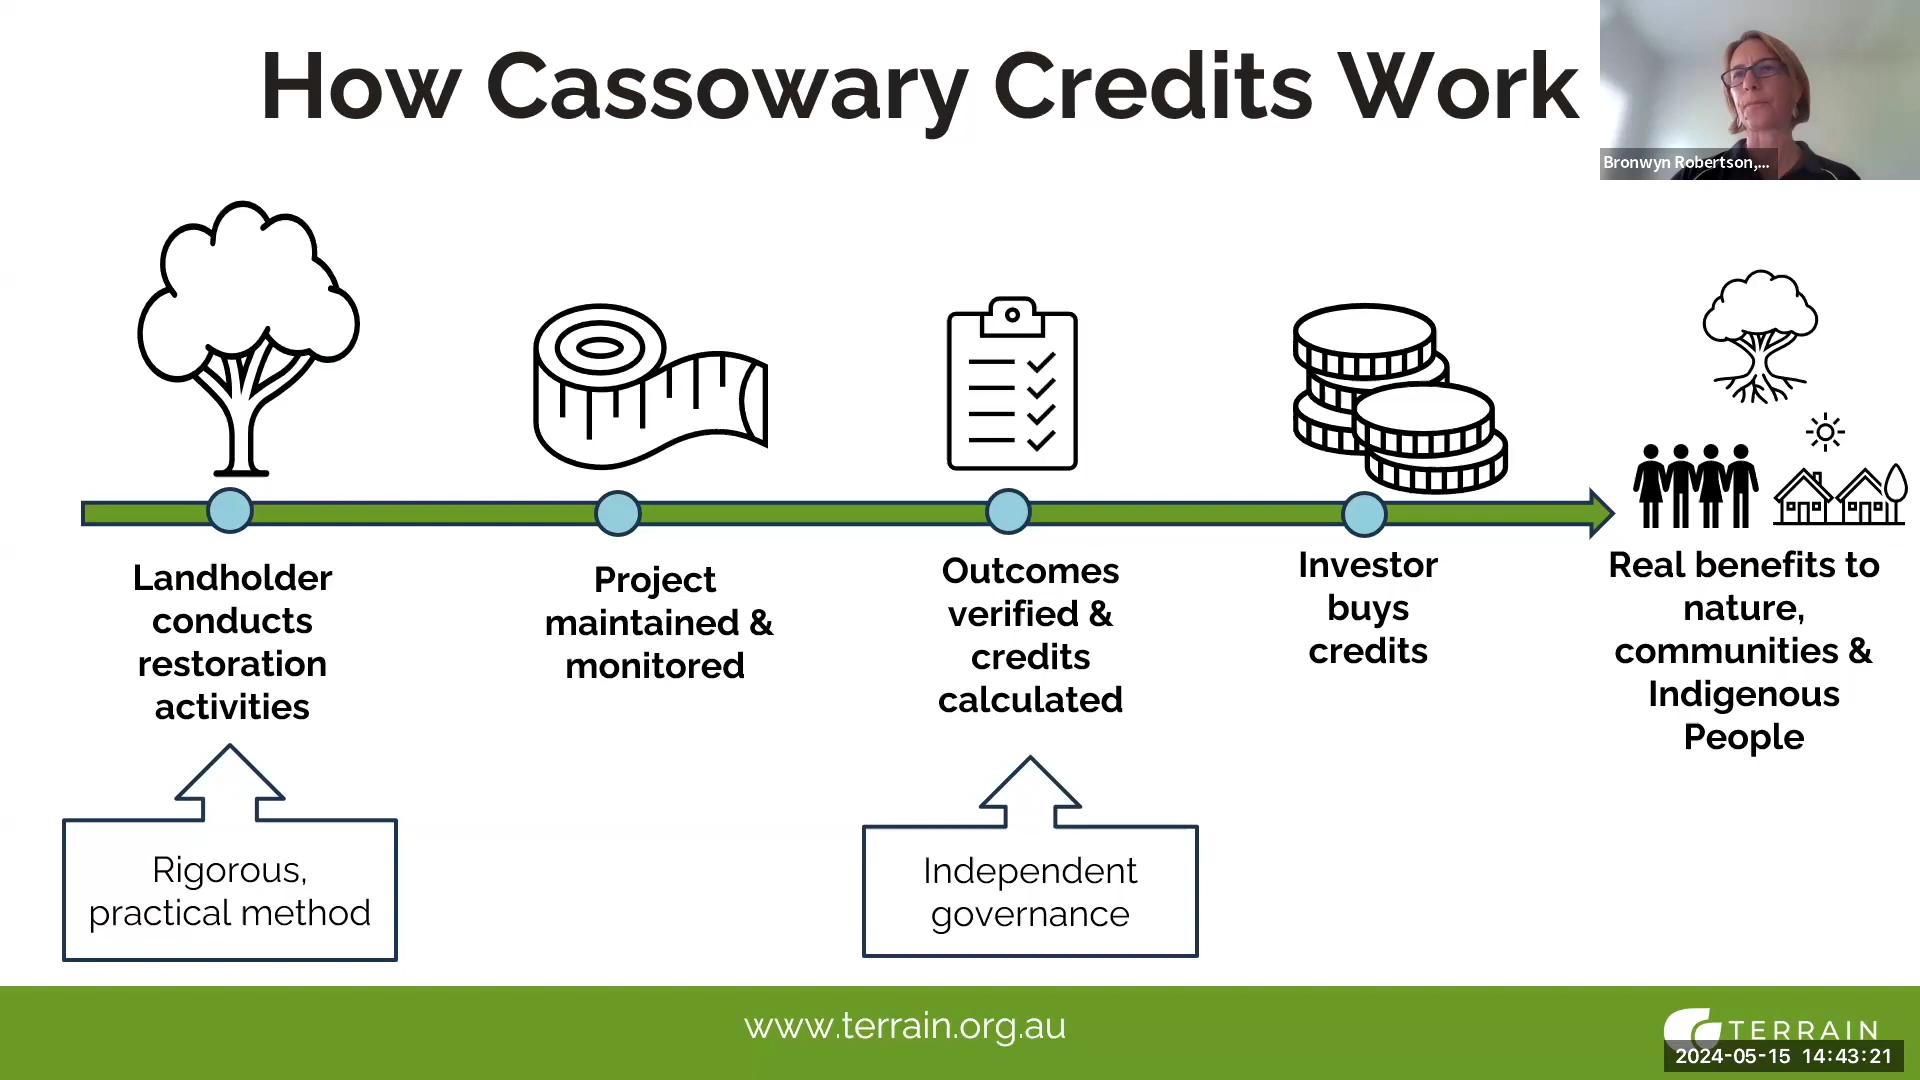 How Cassowary Credits Work
Bronwyn Robertson,...
Landholder
conducts
restoration
activities
Project
maintained &
monitored
Outcomes
verified &
credits
calculated
Investor
buys
credits
Real benefits to
nature,
communities &
Indigenous
People
Rigorous,
practical method
Independent
governance
www.terrain.org.au
TERRAIN
2024-05-15 14:43:21